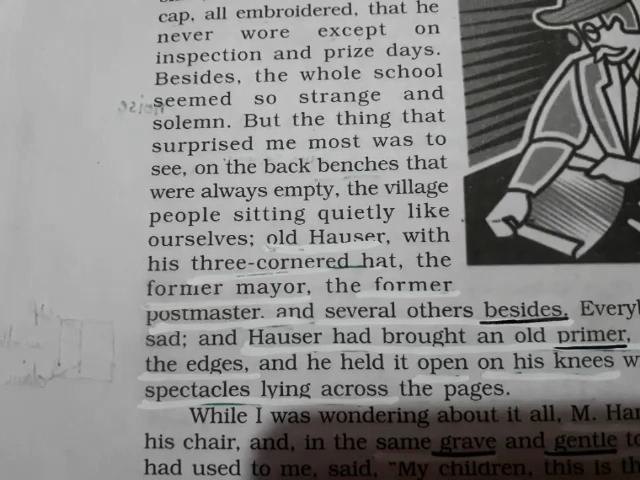 cap, all embroidered, that he
never wore except on
inspection and prize days.
Besides, the whole school
seemed so strange and
solemn. But the thing that
surprised me most was to
see, on the back benches that
were always empty, the village
people sitting quietly like
ourselves; old Hauser, with
his three-cornered hat, the
former mayor, the former
postmaster. and several others besides. Every
sad; and Hauser had brought an old primer,
the edges, and he held it open on his knees w
spectacles lying across the pages.
While I was wondering about it all, M. Ha
his chair, and, in the same grave and gentle to
had used to me, said, "My children, this is th